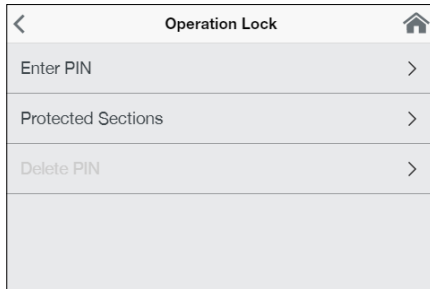 Operation Lock
Enter PIN
Protected Sections
Delete PIN